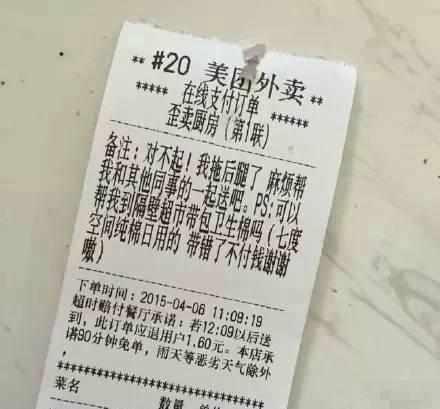 ** #20 美团外卖 **
***** 在线支付订单 ******
歪卖厨房(第1联)
备注:对不起!我拖后腿了 麻烦帮
我和其他同事的一起送吧。PS:可以
帮我到隔壁超市带包卫生棉吗(七度
空间纯棉日用的 带错了不付钱谢谢
嗷)
下单时间:2015-04-06 11:09:19
超时赔付餐厅承诺:若12:09以后送
到,此订单应退用户1.60元。本店承
诺90分钟免单,雨天等恶劣天气除外
,
******************************
菜名 数量